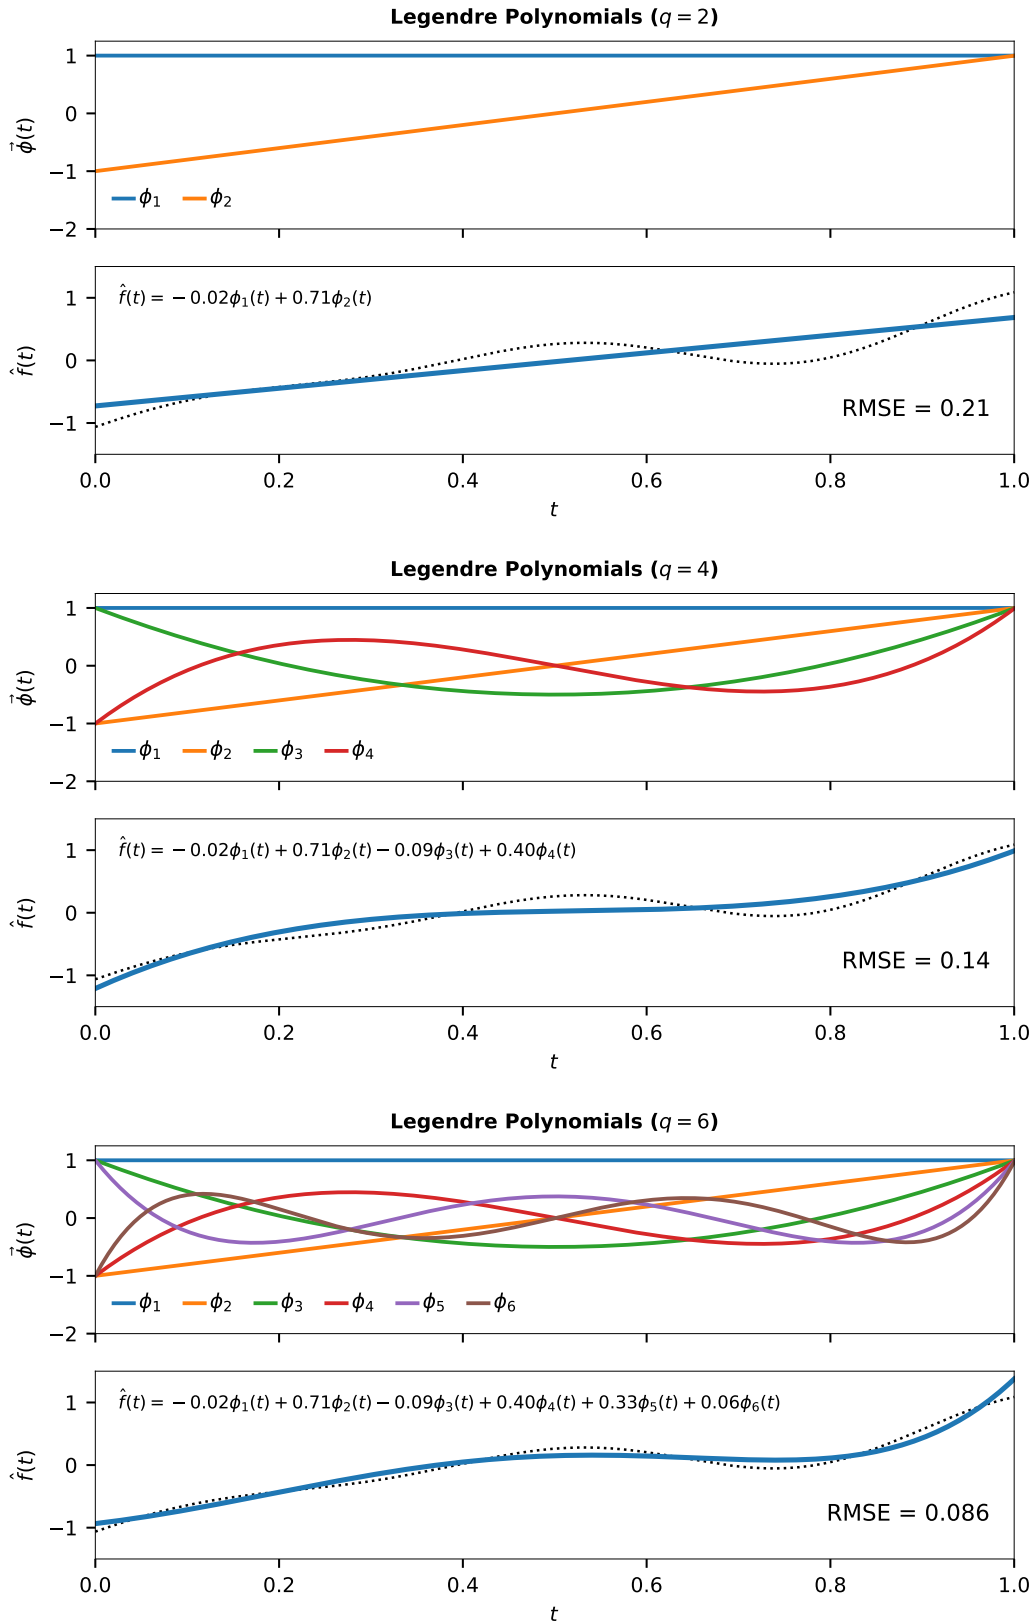 Legendre Polynomials (q = 2)
1
0
−1
−2
ϕ⃗(t)
ϕ₁ ϕ₂
1
0
−1
f̂(t)
f̂(t) = −0.02ϕ₁(t) + 0.71ϕ₂(t)
RMSE = 0.21
0.0 0.2 0.4 0.6 0.8 1.0
t
Legendre Polynomials (q = 4)
1
0
−1
−2
ϕ⃗(t)
ϕ₁ ϕ₂ ϕ₃ ϕ₄
1
0
−1
f̂(t)
f̂(t) = −0.02ϕ₁(t) + 0.71ϕ₂(t) − 0.09ϕ₃(t) + 0.40ϕ₄(t)
RMSE = 0.14
0.0 0.2 0.4 0.6 0.8 1.0
t
Legendre Polynomials (q = 6)
1
0
−1
−2
ϕ⃗(t)
ϕ₁ ϕ₂ ϕ₃ ϕ₄ ϕ₅ ϕ₆
1
0
−1
f̂(t)
f̂(t) = −0.02ϕ₁(t) + 0.71ϕ₂(t) − 0.09ϕ₃(t) + 0.40ϕ₄(t) + 0.33ϕ₅(t) + 0.06ϕ₆(t)
RMSE = 0.086
0.0 0.2 0.4 0.6 0.8 1.0
t